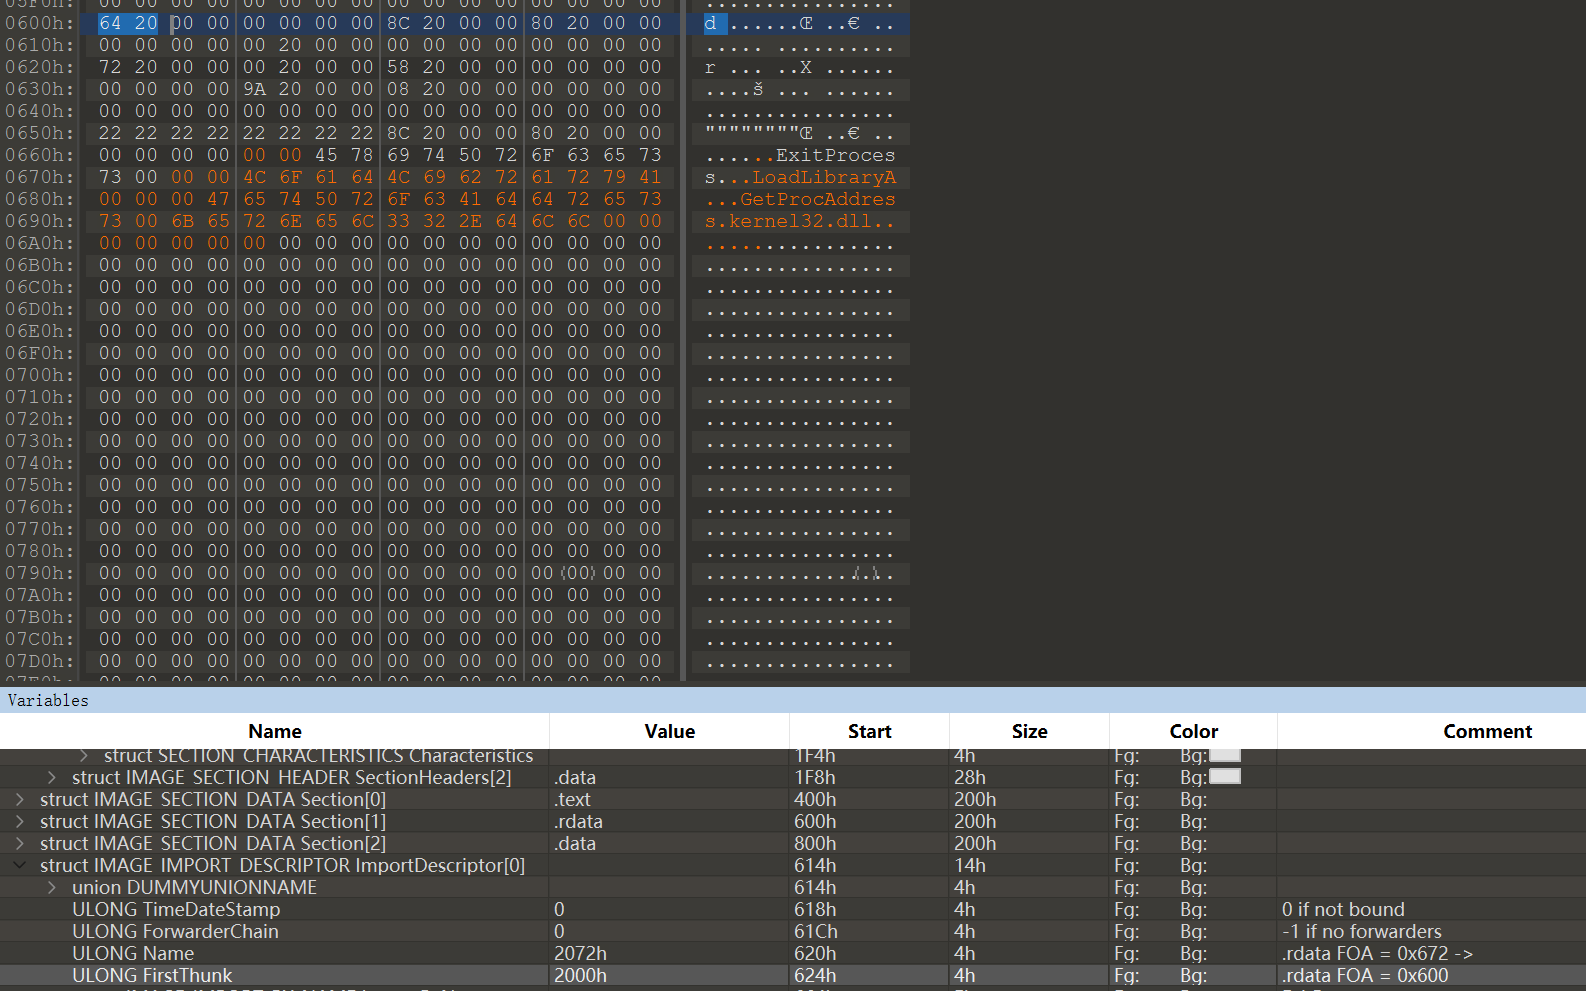 05F0h: 00 00 00 00 00 00 00 00 00 00 00 00 00 00 00 00 ................
0600h: 64 20 00 00 00 00 00 00 8C 20 00 00 80 20 00 00 d ......Œ ..€ ..
0610h: 00 00 00 00 00 20 00 00 00 00 00 00 00 00 00 00 ..... ..........
0620h: 72 20 00 00 00 20 00 00 58 20 00 00 00 00 00 00 r ... ..X ......
0630h: 00 00 00 00 9A 20 00 00 08 20 00 00 00 00 00 00 ....š ... ......
0640h: 00 00 00 00 00 00 00 00 00 00 00 00 00 00 00 00 ................
0650h: 22 22 22 22 22 22 22 22 8C 20 00 00 80 20 00 00 """"""""Œ ..€ ..
0660h: 00 00 00 00 00 00 45 78 69 74 50 72 6F 63 65 73 ......ExitProces
0670h: 73 00 00 00 4C 6F 61 64 4C 69 62 72 61 72 79 41 s...LoadLibraryA
0680h: 00 00 00 47 65 74 50 72 6F 63 41 64 64 72 65 73 ...GetProcAddres
0690h: 73 00 6B 65 72 6E 65 6C 33 32 2E 64 6C 6C 00 00 s.kernel32.dll..
06A0h: 00 00 00 00 00 00 00 00 00 00 00 00 00 00 00 00 ................
06B0h: 00 00 00 00 00 00 00 00 00 00 00 00 00 00 00 00 ................
06C0h: 00 00 00 00 00 00 00 00 00 00 00 00 00 00 00 00 ................
06D0h: 00 00 00 00 00 00 00 00 00 00 00 00 00 00 00 00 ................
06E0h: 00 00 00 00 00 00 00 00 00 00 00 00 00 00 00 00 ................
06F0h: 00 00 00 00 00 00 00 00 00 00 00 00 00 00 00 00 ................
0700h: 00 00 00 00 00 00 00 00 00 00 00 00 00 00 00 00 ................
0710h: 00 00 00 00 00 00 00 00 00 00 00 00 00 00 00 00 ................
0720h: 00 00 00 00 00 00 00 00 00 00 00 00 00 00 00 00 ................
0730h: 00 00 00 00 00 00 00 00 00 00 00 00 00 00 00 00 ................
0740h: 00 00 00 00 00 00 00 00 00 00 00 00 00 00 00 00 ................
0750h: 00 00 00 00 00 00 00 00 00 00 00 00 00 00 00 00 ................
0760h: 00 00 00 00 00 00 00 00 00 00 00 00 00 00 00 00 ................
0770h: 00 00 00 00 00 00 00 00 00 00 00 00 00 00 00 00 ................
0780h: 00 00 00 00 00 00 00 00 00 00 00 00 00 00 00 00 ................
0790h: 00 00 00 00 00 00 00 00 00 00 00 00 00 00 00 00 ................
07A0h: 00 00 00 00 00 00 00 00 00 00 00 00 00 00 00 00 ................
07B0h: 00 00 00 00 00 00 00 00 00 00 00 00 00 00 00 00 ................
07C0h: 00 00 00 00 00 00 00 00 00 00 00 00 00 00 00 00 ................
07D0h: 00 00 00 00 00 00 00 00 00 00 00 00 00 00 00 00 ................
Variables
Name Value Start Size Color Comment
struct SECTION_CHARACTERISTICS Characteristics 1F4h 4h Fg: Bg:
struct IMAGE_SECTION_HEADER SectionHeaders[2] .data 1F8h 28h Fg: Bg:
struct IMAGE_SECTION_DATA Section[0] .text 400h 200h Fg: Bg:
struct IMAGE_SECTION_DATA Section[1] .rdata 600h 200h Fg: Bg:
struct IMAGE_SECTION_DATA Section[2] .data 800h 200h Fg: Bg:
struct IMAGE_IMPORT_DESCRIPTOR ImportDescriptor[0] 614h 14h Fg: Bg:
union DUMMYUNIONNAME 614h 4h Fg: Bg:
ULONG TimeDateStamp 0 618h 4h Fg: Bg: 0 if not bound
ULONG ForwarderChain 0 61Ch 4h Fg: Bg: -1 if no forwarders
ULONG Name 2072h 620h 4h Fg: Bg: .rdata FOA = 0x672 ->
ULONG FirstThunk 2000h 624h 4h Fg: Bg: .rdata FOA = 0x600